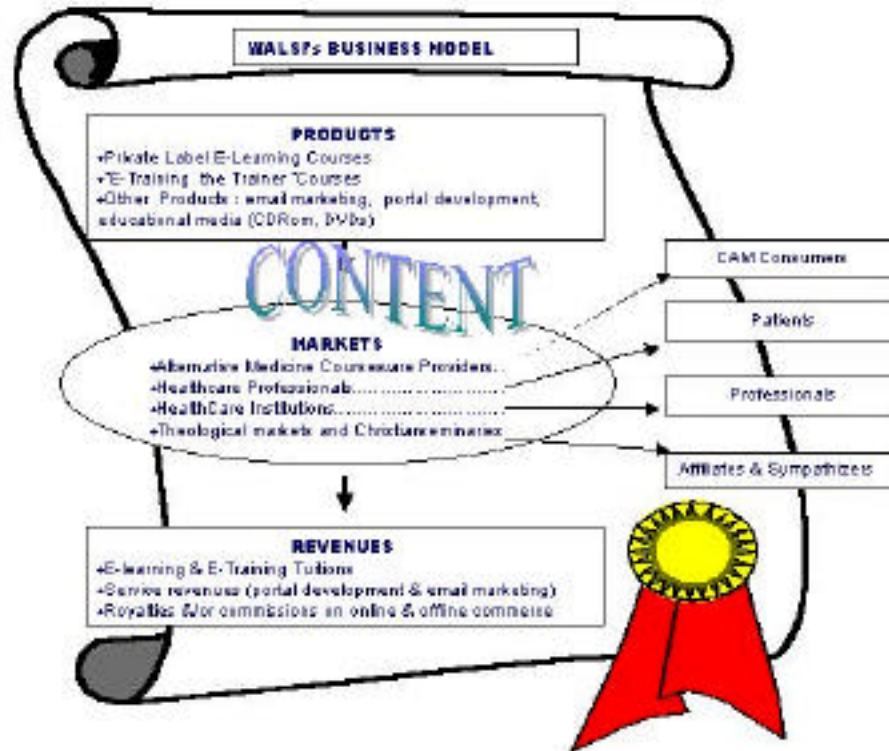 WALSI's BUSINESS MODEL
PRODUCTS
+Private Label E-Learning Courses
+"E-Training the Trainer" Courses
+Other Products : email marketing, portal development,
educational media (CDRom, DVDs)
CONTENT
MARKETS
+Alternative Medicine Courseware Providers..
+Healthcare Professionals........................
+HealthCare Institutions...........................
+Theological markets and Christian seminaries
CAM Consumers
Patients
Professionals
Affiliates & Sympathizers
REVENUES
+E-learning & E-Training Tuitions
+Service revenues (portal development & email marketing)
+Royalties &/or commissions on online & offline commerce